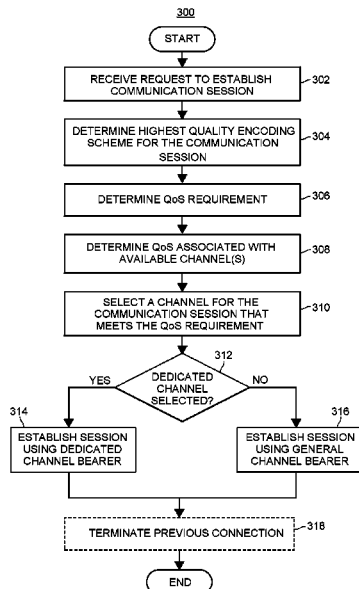 300
START
RECEIVE REQUEST TO ESTABLISH
COMMUNICATION SESSION
302
DETERMINE HIGHEST QUALITY ENCODING
SCHEME FOR THE COMMUNICATION
SESSION
304
DETERMINE QoS REQUIREMENT
306
DETERMINE QoS ASSOCIATED WITH
AVAILABLE CHANNEL(S)
308
SELECT A CHANNEL FOR THE
COMMUNICATION SESSION THAT
MEETS THE QoS REQUIREMENT
310
312
DEDICATED
CHANNEL
SELECTED?
YES
NO
314
ESTABLISH SESSION
USING DEDICATED
CHANNEL BEARER
316
ESTABLISH SESSION
USING GENERAL
CHANNEL BEARER
TERMINATE PREVIOUS CONNECTION
318
END